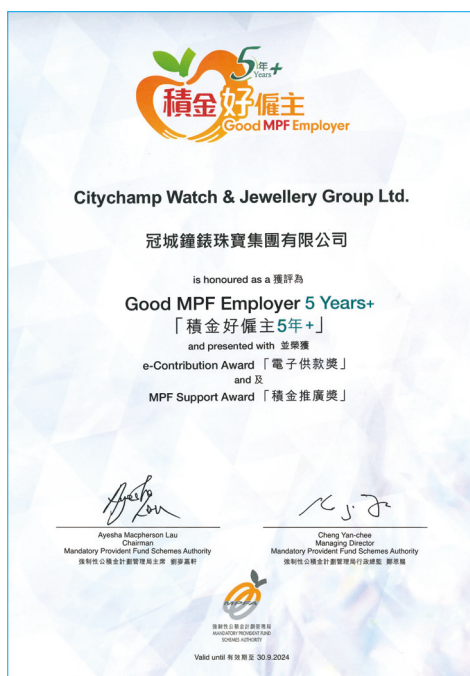 5年+
Years
積金好僱主
Good MPF Employer
Citychamp Watch & Jewellery Group Ltd.
冠城鐘錶珠寶集團有限公司
is honoured as a 獲評為
Good MPF Employer 5 Years+
「積金好僱主5年+」
and presented with 並榮獲
e-Contribution Award 「電子供款獎」
and 及
MPF Support Award 「積金推廣獎」
Ayesha Macpherson Lau
Chairman
Mandatory Provident Fund Schemes Authority
強制性公積金計劃管理局主席 劉麥嘉軒
Cheng Yan-chee
Managing Director
Mandatory Provident Fund Schemes Authority
強制性公積金計劃管理局行政總監 鄭恩賜
強制性公積金計劃管理局
MANDATORY PROVIDENT FUND
SCHEMES AUTHORITY
Valid until 有效期至 30.9.2024